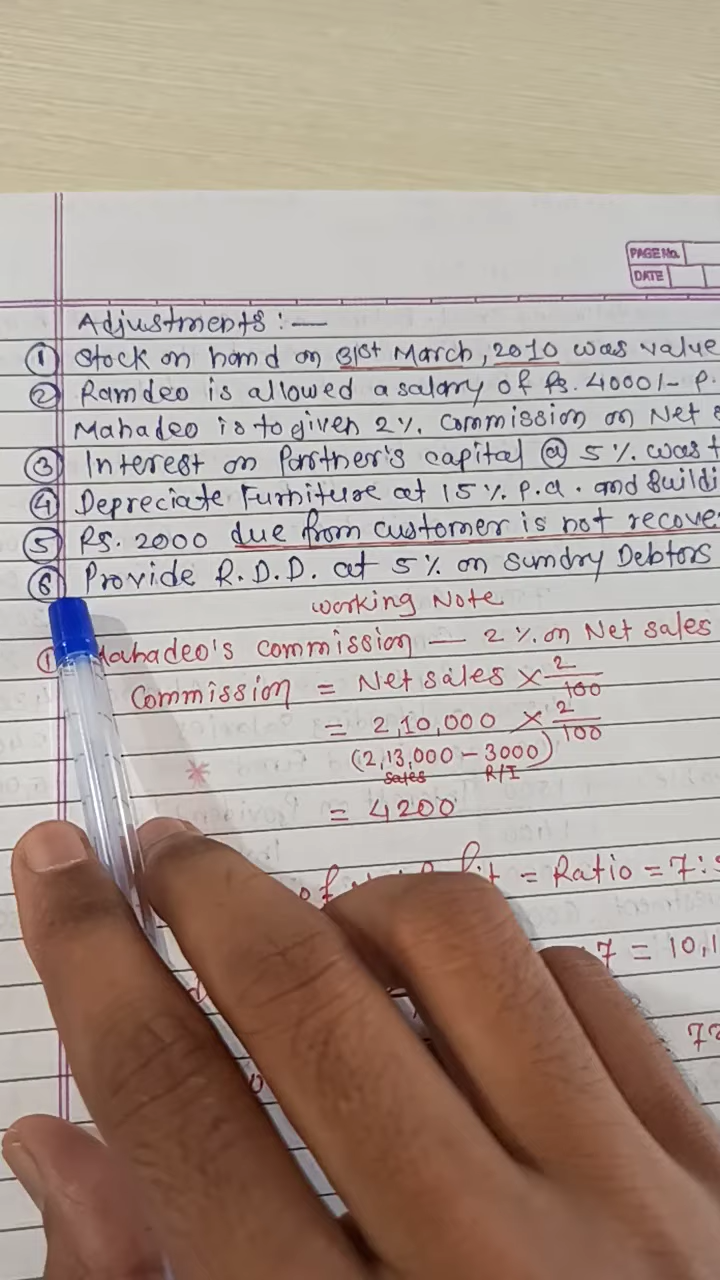 PAGE No.
DATE
Adjustments :—
① Stock on hand on 31st March, 2010 was value
② Ramdeo is allowed a salary of Rs. 4000/- p.
Mahadeo is to given 2% commission on Net
③ Interest on Partner's capital @ 5% was
④ Depreciate Furniture at 15% p.a. and Buildi
⑤ Rs. 2000 due from customer is not recove
⑥ Provide R.D.D. at 5% on Sundry Debtors
Working Note
① Mahadeo's commission — 2% on Net sales
Commission = Net sales × 2/100
= 2,10,000 × 2/100
(2,13,000 – 3000)
sales R/I
*
= 4200
of = Ratio = 7:
7 = 10,1